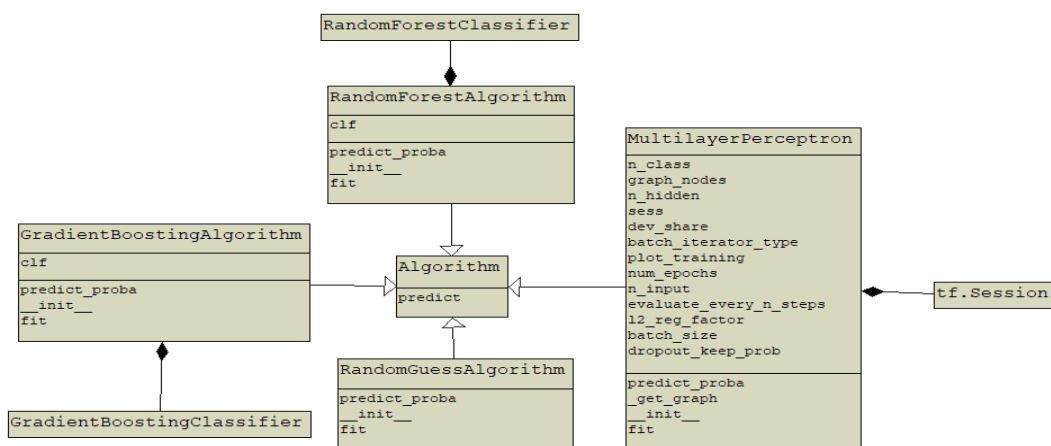 RandomForestClassifier
RandomForestAlgorithm
clf
predict_proba
__init__
fit
MultilayerPerceptron
n_class
graph_nodes
n_hidden
sess
dev_share
batch_iterator_type
plot_training
num_epochs
n_input
evaluate_every_n_steps
l2_reg_factor
batch_size
dropout_keep_prob
predict_proba
_get_graph
__init__
fit
GradientBoostingAlgorithm
clf
predict_proba
__init__
fit
Algorithm
predict
tf.Session
RandomGuessAlgorithm
predict_proba
__init__
fit
GradientBoostingClassifier